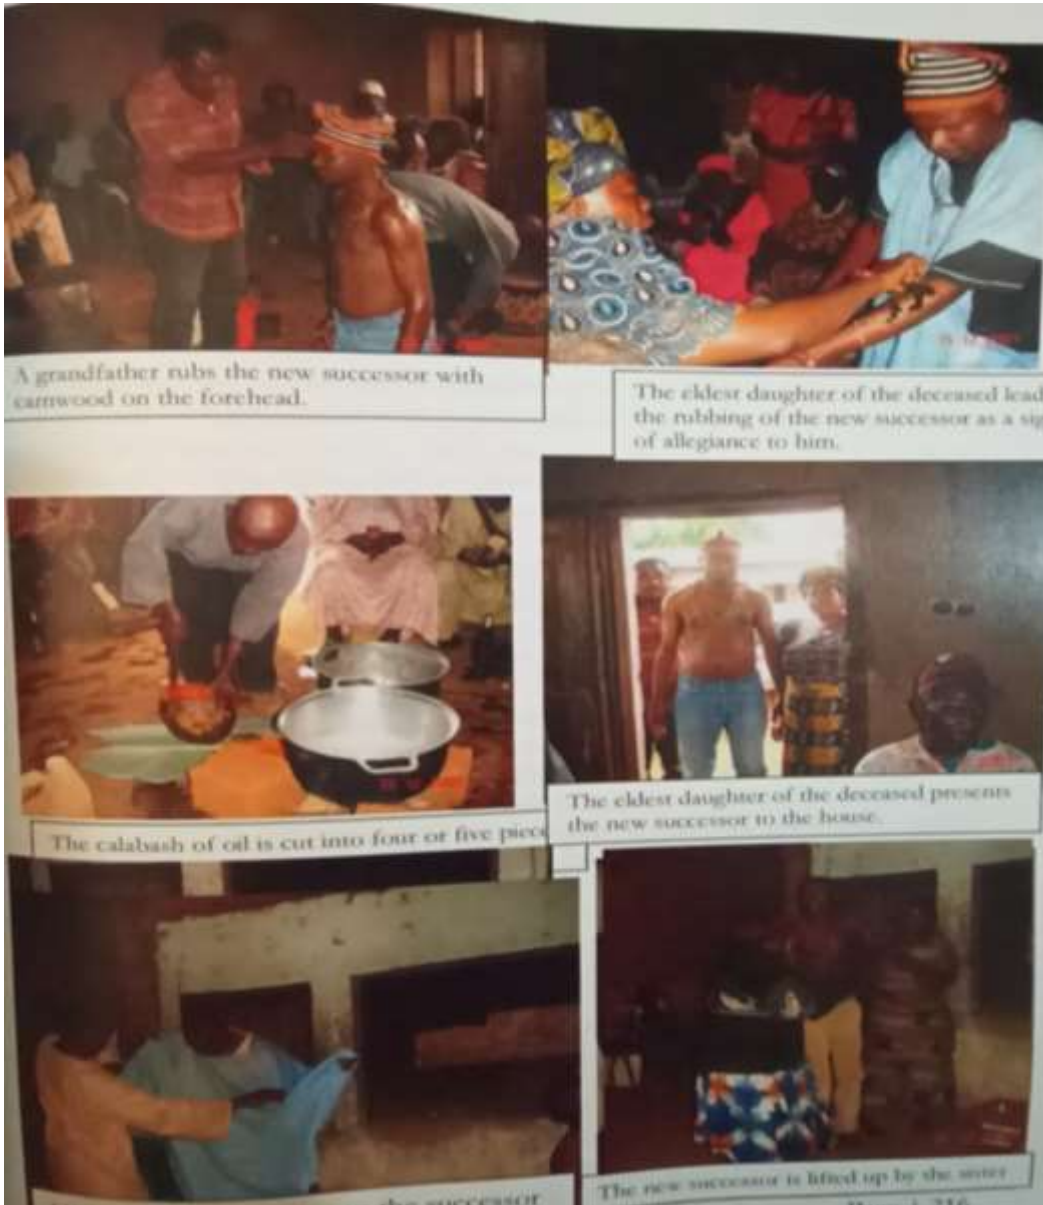 A grandfather rubs the new successor with
camwood on the forehead.
The eldest daughter of the deceased lead
the rubbing of the new successor as a sig
of allegiance to him.
The calabash of oil is cut into four or five piece
The eldest daughter of the deceased presents
the new successor to the house.
successor
The new successor is lifted up by the sister
216